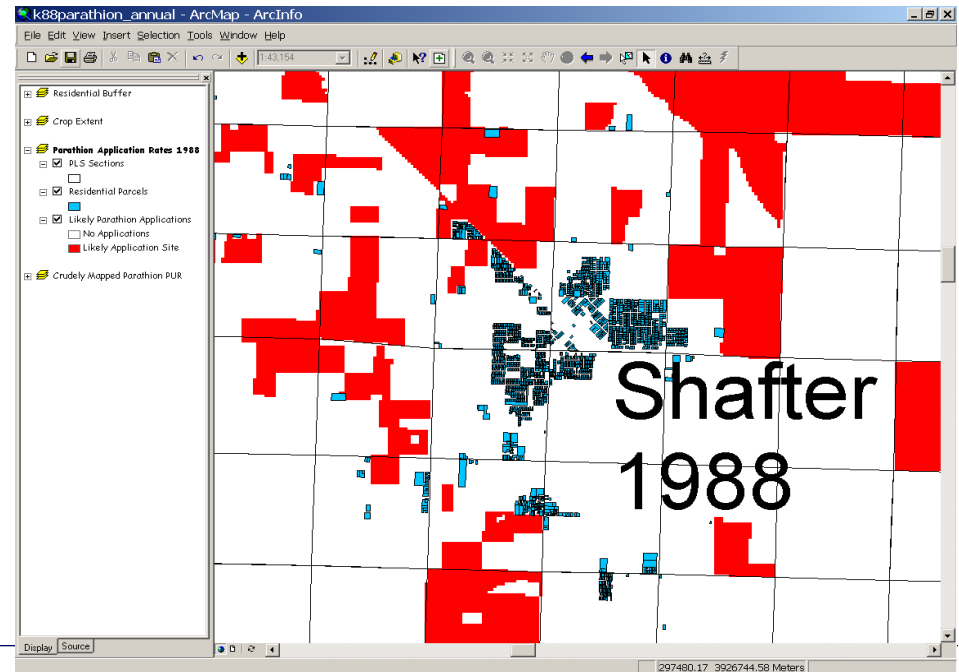 k88parathion_annual - ArcMap - ArcInfo
File Edit View Insert Selection Tools Window Help
1:43,154
Residential Buffer
Crop Extent
Parathion Application Rates 1988
PLS Sections
Residential Parcels
Likely Parathion Applications
No Applications
Likely Application Site
Crudely Mapped Parathion PUR
Shafter
1988
Display Source
297480.17 3926744.58 Meters